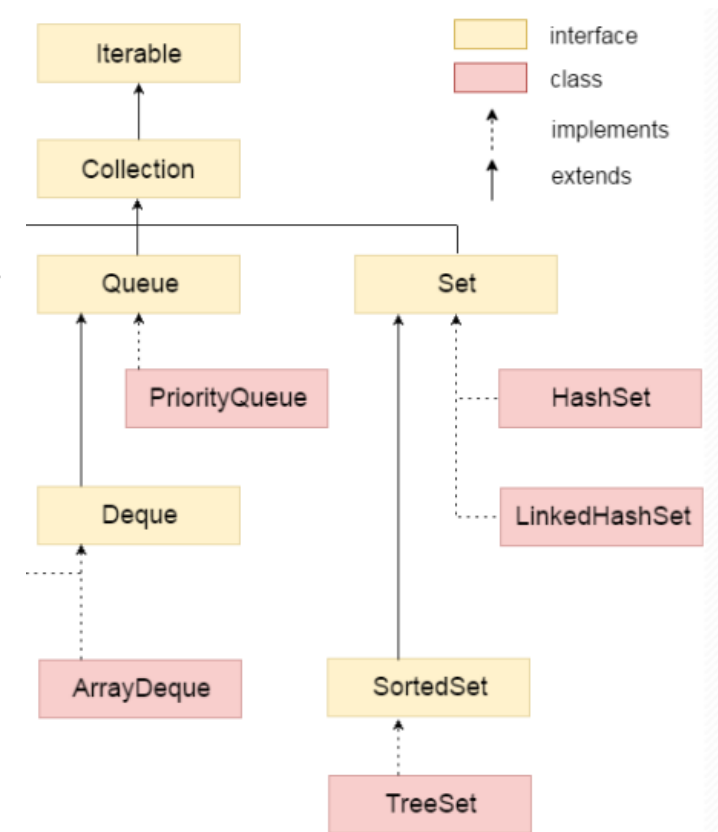 Iterable
interface
class
implements
extends
Collection
Queue
Set
PriorityQueue
HashSet
Deque
LinkedHashSet
ArrayDeque
SortedSet
TreeSet